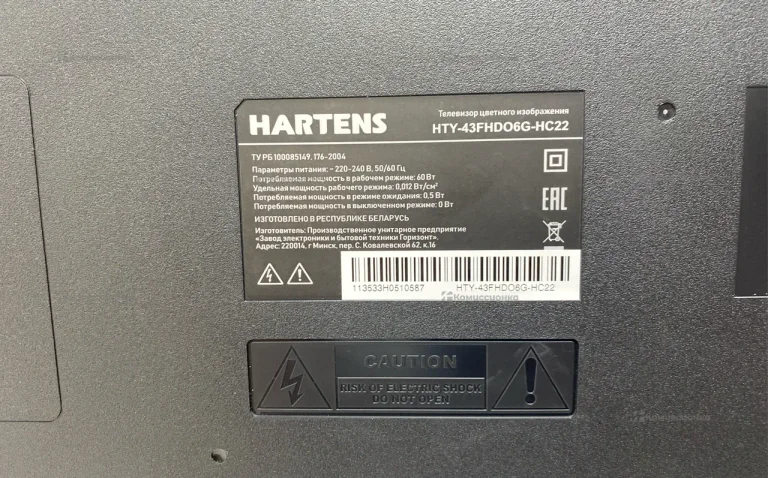 HARTENS
Телевизор цветного изображения
HTY-43FHDO6G-HC22
ТУ РБ 100085149.176-2004
Параметры питания: ~ 220-240 В, 50/60 Гц
Потребляемая мощность в рабочем режиме: 60 Вт
Удельная мощность рабочего режима: 0,012 Вт/см²
Потребляемая мощность в режиме ожидания: 0,5 Вт
Потребляемая мощность в выключенном режиме: 0 Вт
ИЗГОТОВЛЕНО В РЕСПУБЛИКЕ БЕЛАРУСЬ
Изготовитель: Производственное унитарное предприятие
«Завод электроники и бытовой техники Горизонт».
Адрес: 220014, г Минск, пер. С. Ковалевской 62, к.16
EAC
113533H0510587
HTY-43FHDO6G-HC22
Комиссионка
CAUTION
RISK OF ELECTRIC SHOCK
DO NOT OPEN